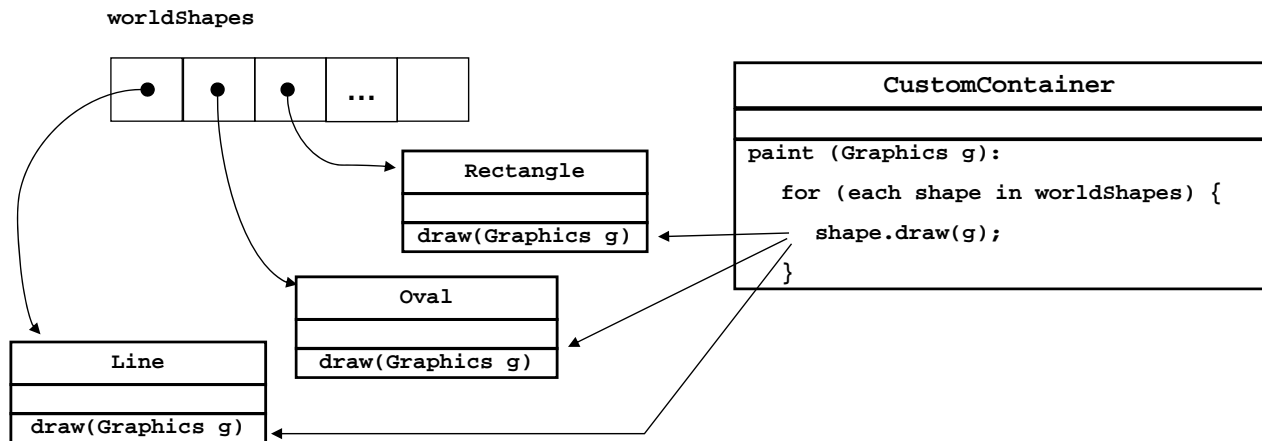 worldShapes
...
CustomContainer
paint (Graphics g):
for (each shape in worldShapes) {
shape.draw(g);
}
Rectangle
draw(Graphics g)
Oval
draw(Graphics g)
Line
draw(Graphics g)